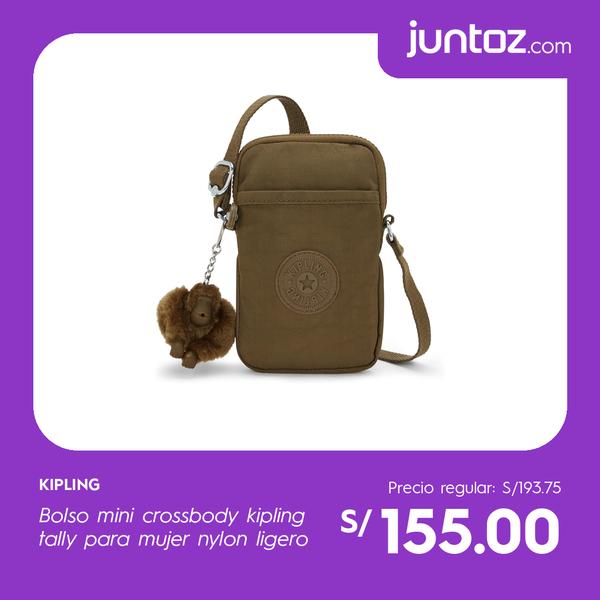 juntoz.com
KIPLING
KIPLING
KIPLING
Bolso mini crossbody kipling
tally para mujer nylon ligero
Precio regular: S/193.75
S/155.00